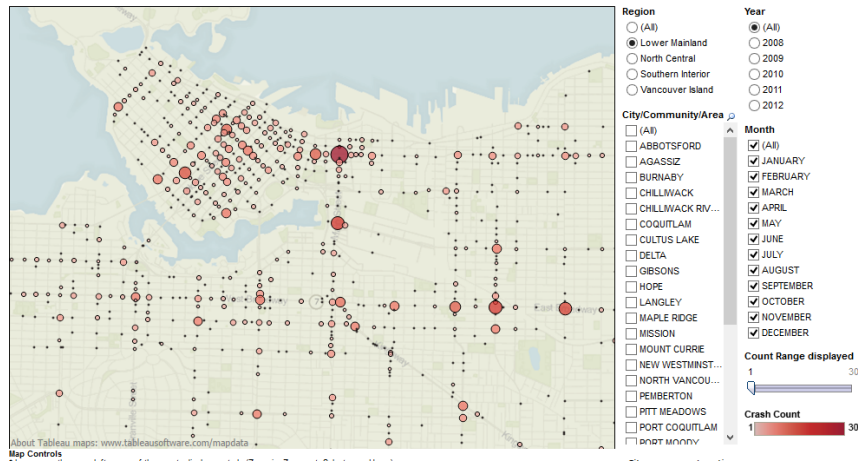 Region
(All)
Lower Mainland
North Central
Southern Interior
Vancouver Island
City/Community/Area
(All)
ABBOTSFORD
AGASSIZ
BURNABY
CHILLIWACK
CHILLIWACK RIV...
COQUITLAM
CULTUS LAKE
DELTA
GIBSONS
HOPE
LANGLEY
MAPLE RIDGE
MISSION
MOUNT CURRIE
NEW WESTMINST...
NORTH VANCOU...
PEMBERTON
PITT MEADOWS
PORT COQUITLAM
PORT MOODY
Year
(All)
2008
2009
2010
2011
2012
Month
(All)
JANUARY
FEBRUARY
MARCH
APRIL
MAY
JUNE
JULY
AUGUST
SEPTEMBER
OCTOBER
NOVEMBER
DECEMBER
Count Range displayed
1 30
Crash Count
1 30
7
About Tableau maps: www.tableausoftware.com/mapdata
Map Controls